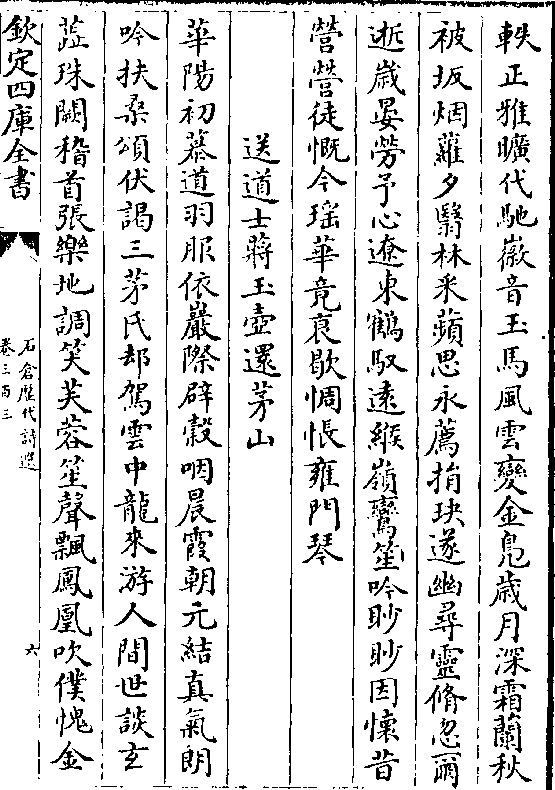 軼正雅曠代馳徽音玉馬風雲變金鳬歲月深霜蘭秋
被坂烟蘿夕翳林采蘋思永薦捐玦遂幽尋靈脩忽爾
逝歲晏勞予心遼東鶴馭遠緱嶺鸞笙吟眇眇因懷昔
營營徒慨今瑶華竟衰歇惆悵雍門琴
送道士蔣玉壺還茅山
華陽初慕道羽服依巖際辟穀咽晨霞朝元結真氣朗
吟扶桑頌伏謁三茅氏却駕雲中龍來游人間世談玄
蕋珠闕稽首張樂地調笑芙蓉笙聲飄鳳凰吹僕愧金
欽定四庫全書
石倉歷代詩選
卷三百三
六